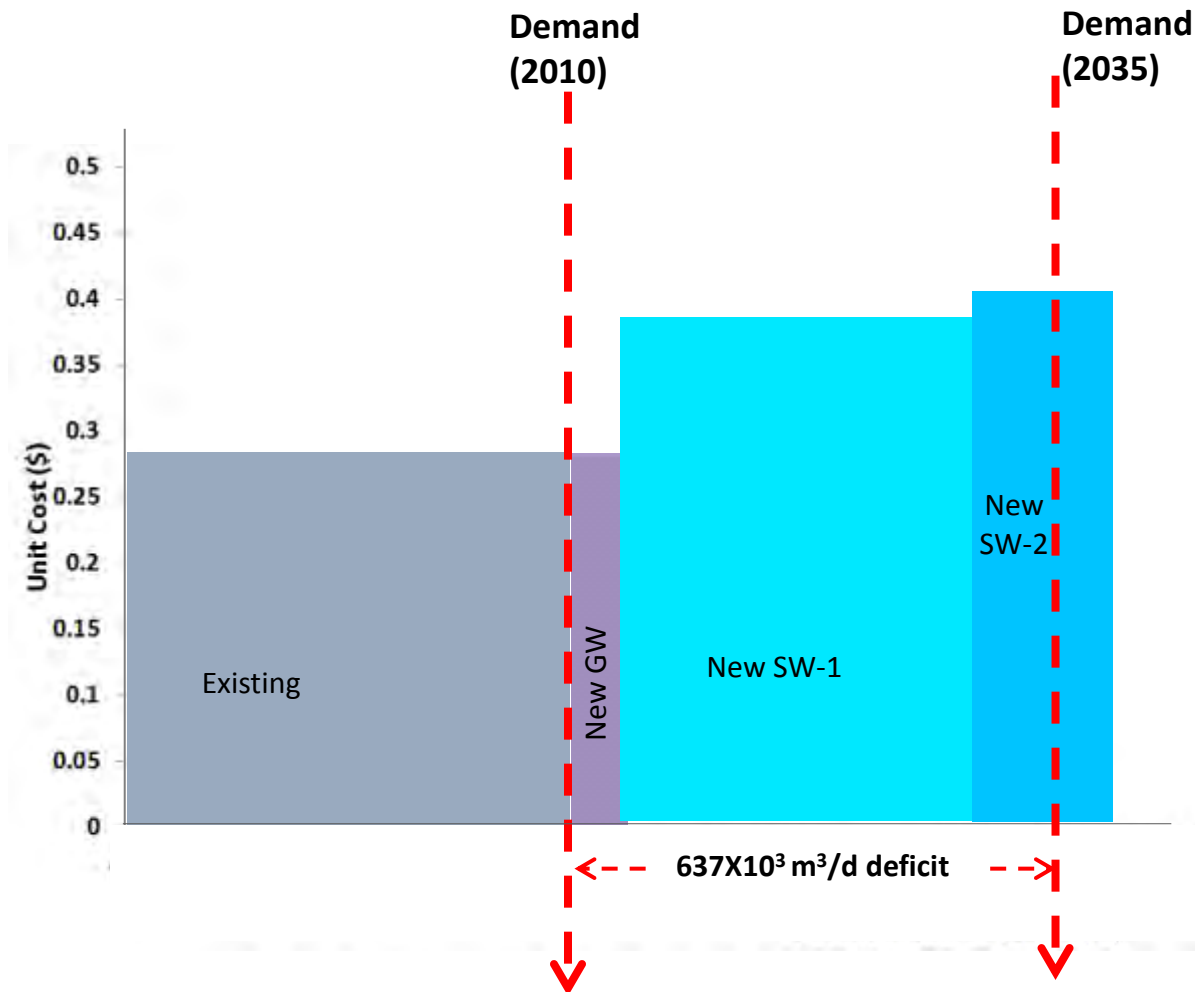 Demand
(2010)
Demand
(2035)
0.5
0.45
0.4
0.35
0.3
0.25
0.2
0.15
0.1
0.05
0
Unit Cost ($)
Existing
New GW
New SW-1
New
SW-2
637X10³ m³/d deficit